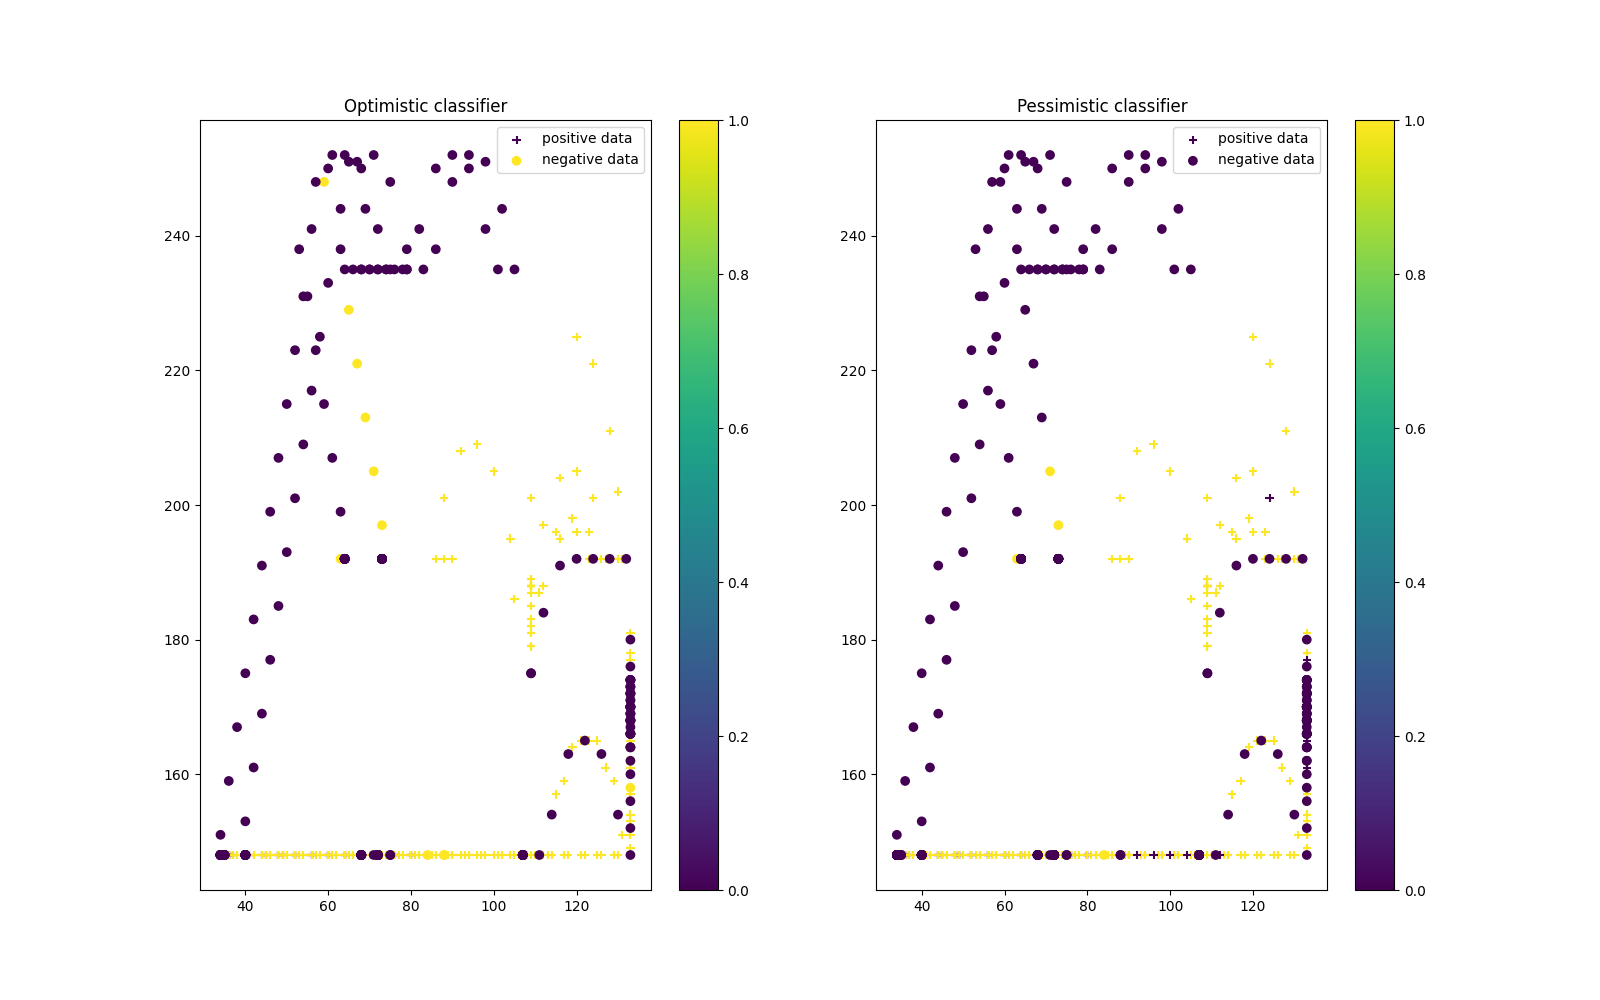 Optimistic classifier
positive data
negative data
240
220
200
180
160
40 60 80 100 120
1.0
0.8
0.6
0.4
0.2
0.0
Pessimistic classifier
positive data
negative data
240
220
200
180
160
40 60 80 100 120
1.0
0.8
0.6
0.4
0.2
0.0